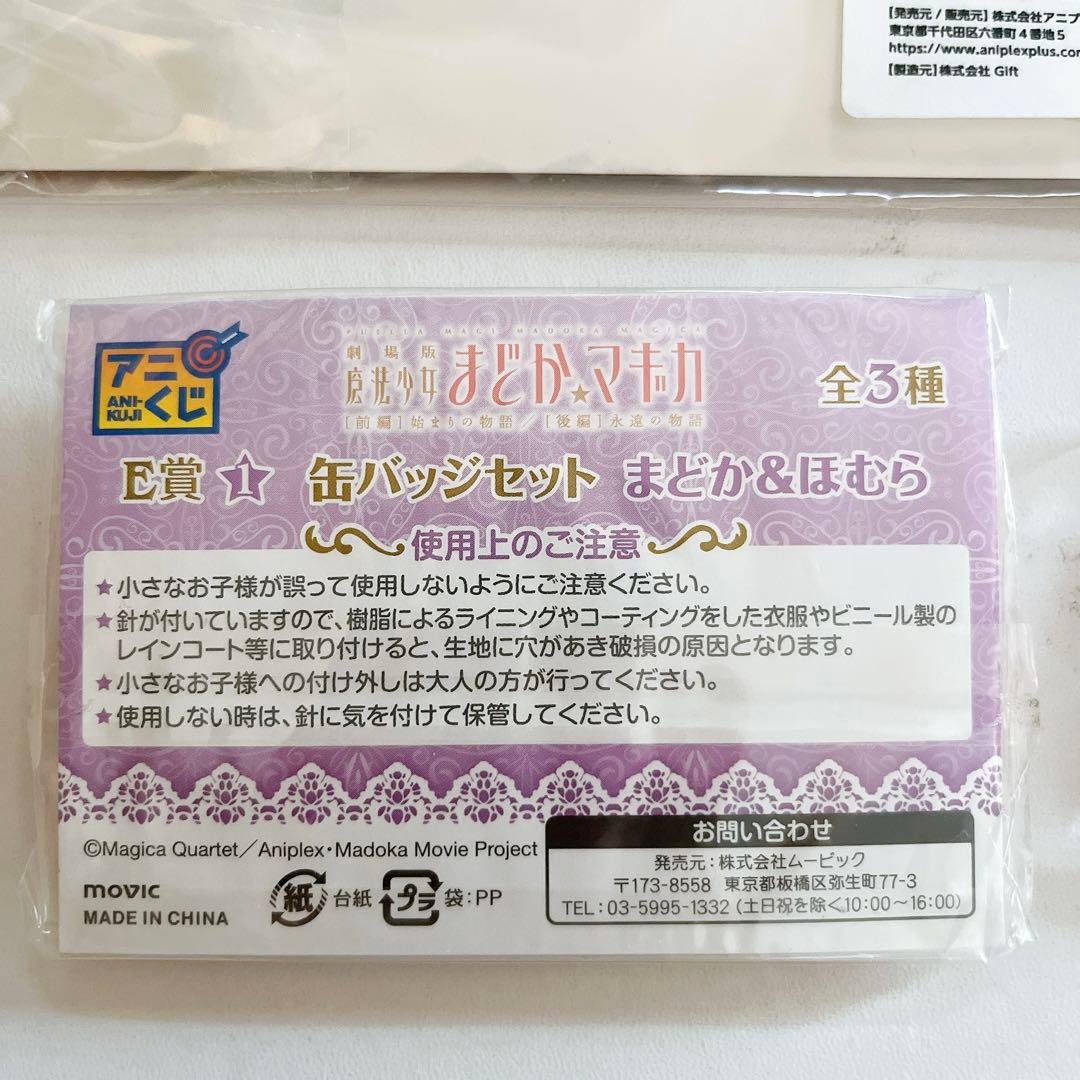 [発売元/販売元] 株式会社アニプ
東京都千代田区六番町4番地5
https://www.aniplexplus.co
[製造元]株式会社 Gift
アニくじ
ANI-KUJI
PUELLA MAGI MADOKA MAGICA
劇場版
魔法少女まどか★マギカ
[前編]始まりの物語/[後編]永遠の物語
全3種
E賞 1 缶バッジセット まどか&ほむら
使用上のご注意
★小さなお子様が誤って使用しないようにご注意ください。
★針が付いていますので、樹脂によるライニングやコーティングをした衣服やビニール製の
レインコート等に取り付けると、生地に穴があき破損の原因となります。
★小さなお子様への付け外しは大人の方が行ってください。
★使用しない時は、針に気を付けて保管してください。
©Magica Quartet/Aniplex・Madoka Movie Project
movic
MADE IN CHINA
紙 台紙 プラ 袋:PP
お問い合わせ
発売元:株式会社ムービック
〒173-8558 東京都板橋区弥生町77-3
TEL:03-5995-1332 (土日祝を除く10:00~16:00)